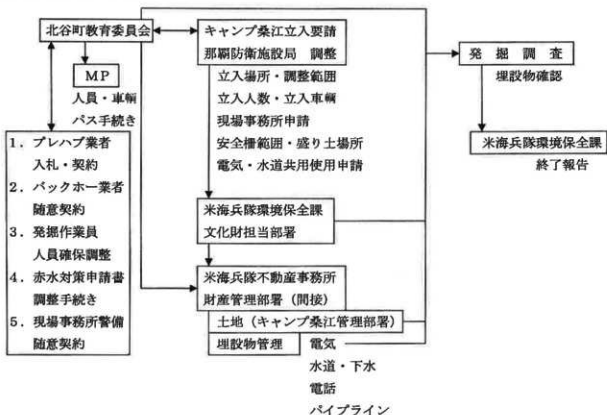 北谷町教育委員会
MP
人員・車輌
パス手続き
1．プレハブ業者
入札・契約
2．バックホー業者
随意契約
3．発掘作業員
人員確保調整
4．赤水対策申請書
調整手続き
5．現場事務所警備
随意契約
キャンプ桑江立入要請
那覇防衛施設局　調整
立入場所・調整範囲
立入人数・立入車輌
現場事務所申請
安全柵範囲・盛り土場所
電気・水道共用使用申請
米海兵隊環境保全課
文化財担当部署
米海兵隊不動産事務所
財産管理部署（間接）
土地（キャンプ桑江管理部署）
埋設物管理
電気
水道・下水
電話
パイプライン
発掘調査
埋設物確認
米海兵隊環境保全課
終了報告